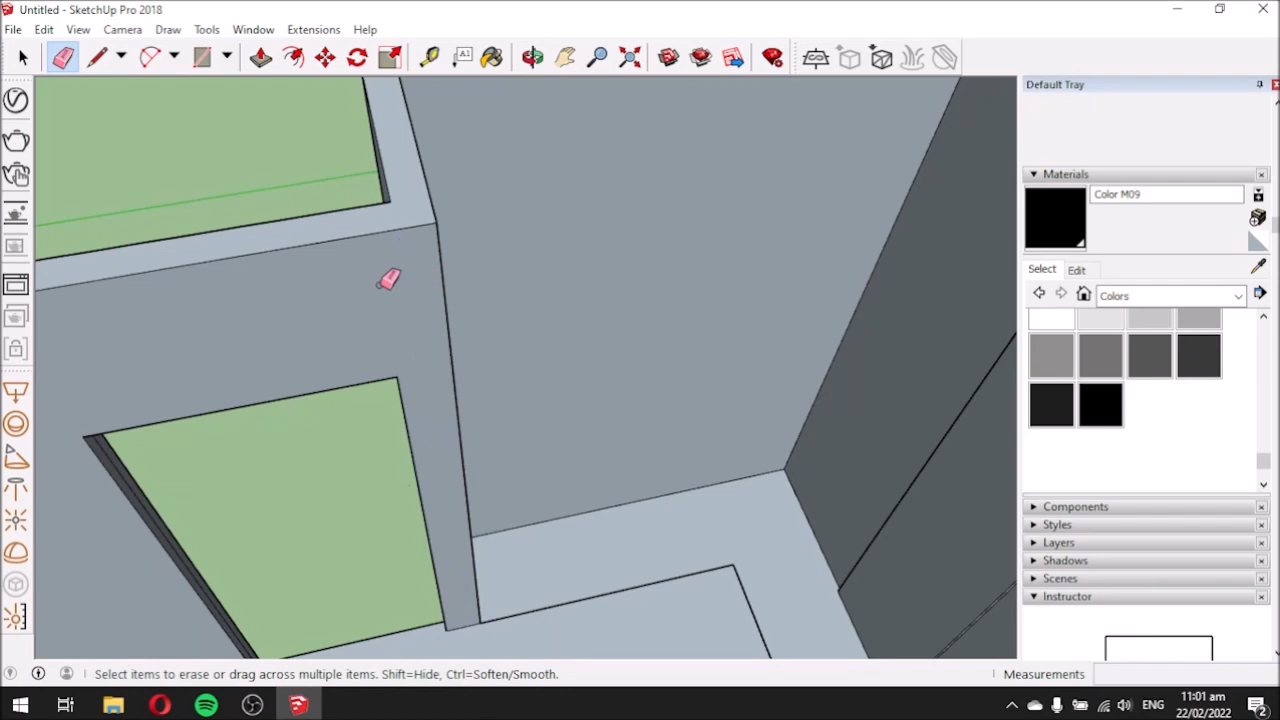 Untitled - SketchUp Pro 2018
File Edit View Camera Draw Tools Window Extensions Help
A1
Default Tray
Materials
Color M09
Select Edit
Colors
Components
Styles
Layers
Shadows
Scenes
Instructor
Select items to erase or drag across multiple items. Shift=Hide, Ctrl=Soften/Smooth.
Measurements
ENG
11:01 am
22/02/2022
2